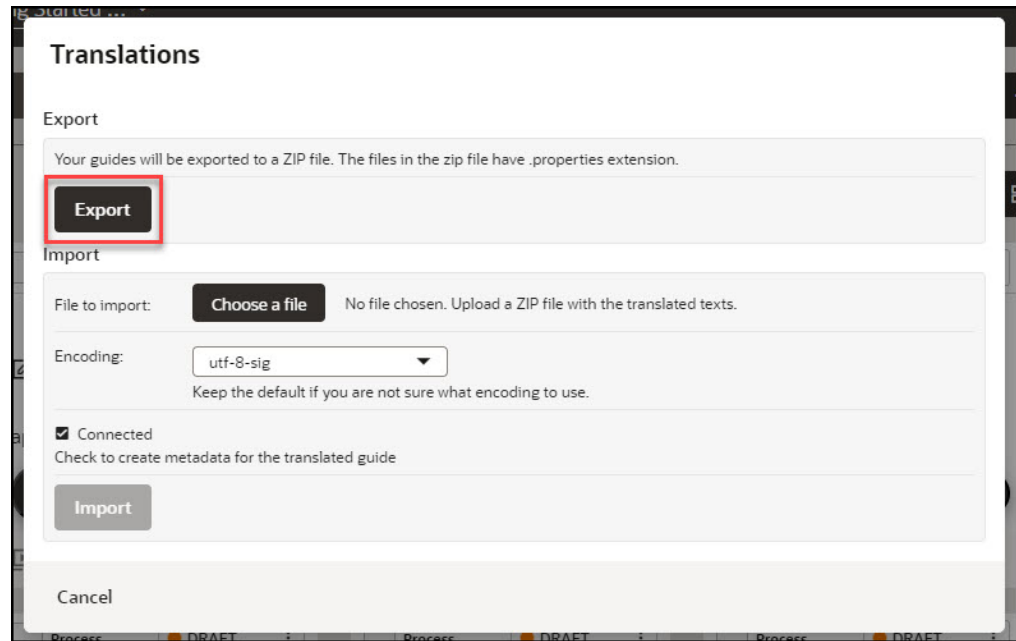 Started ...
Translations
Export
Your guides will be exported to a ZIP file. The files in the zip file have .properties extension.
Export
Import
File to import: Choose a file No file chosen. Upload a ZIP file with the translated texts.
Encoding: utf-8-sig
Keep the default if you are not sure what encoding to use.
Connected
Check to create metadata for the translated guide
Import
Cancel
Process DRAFT Process DRAFT Process DRAFT